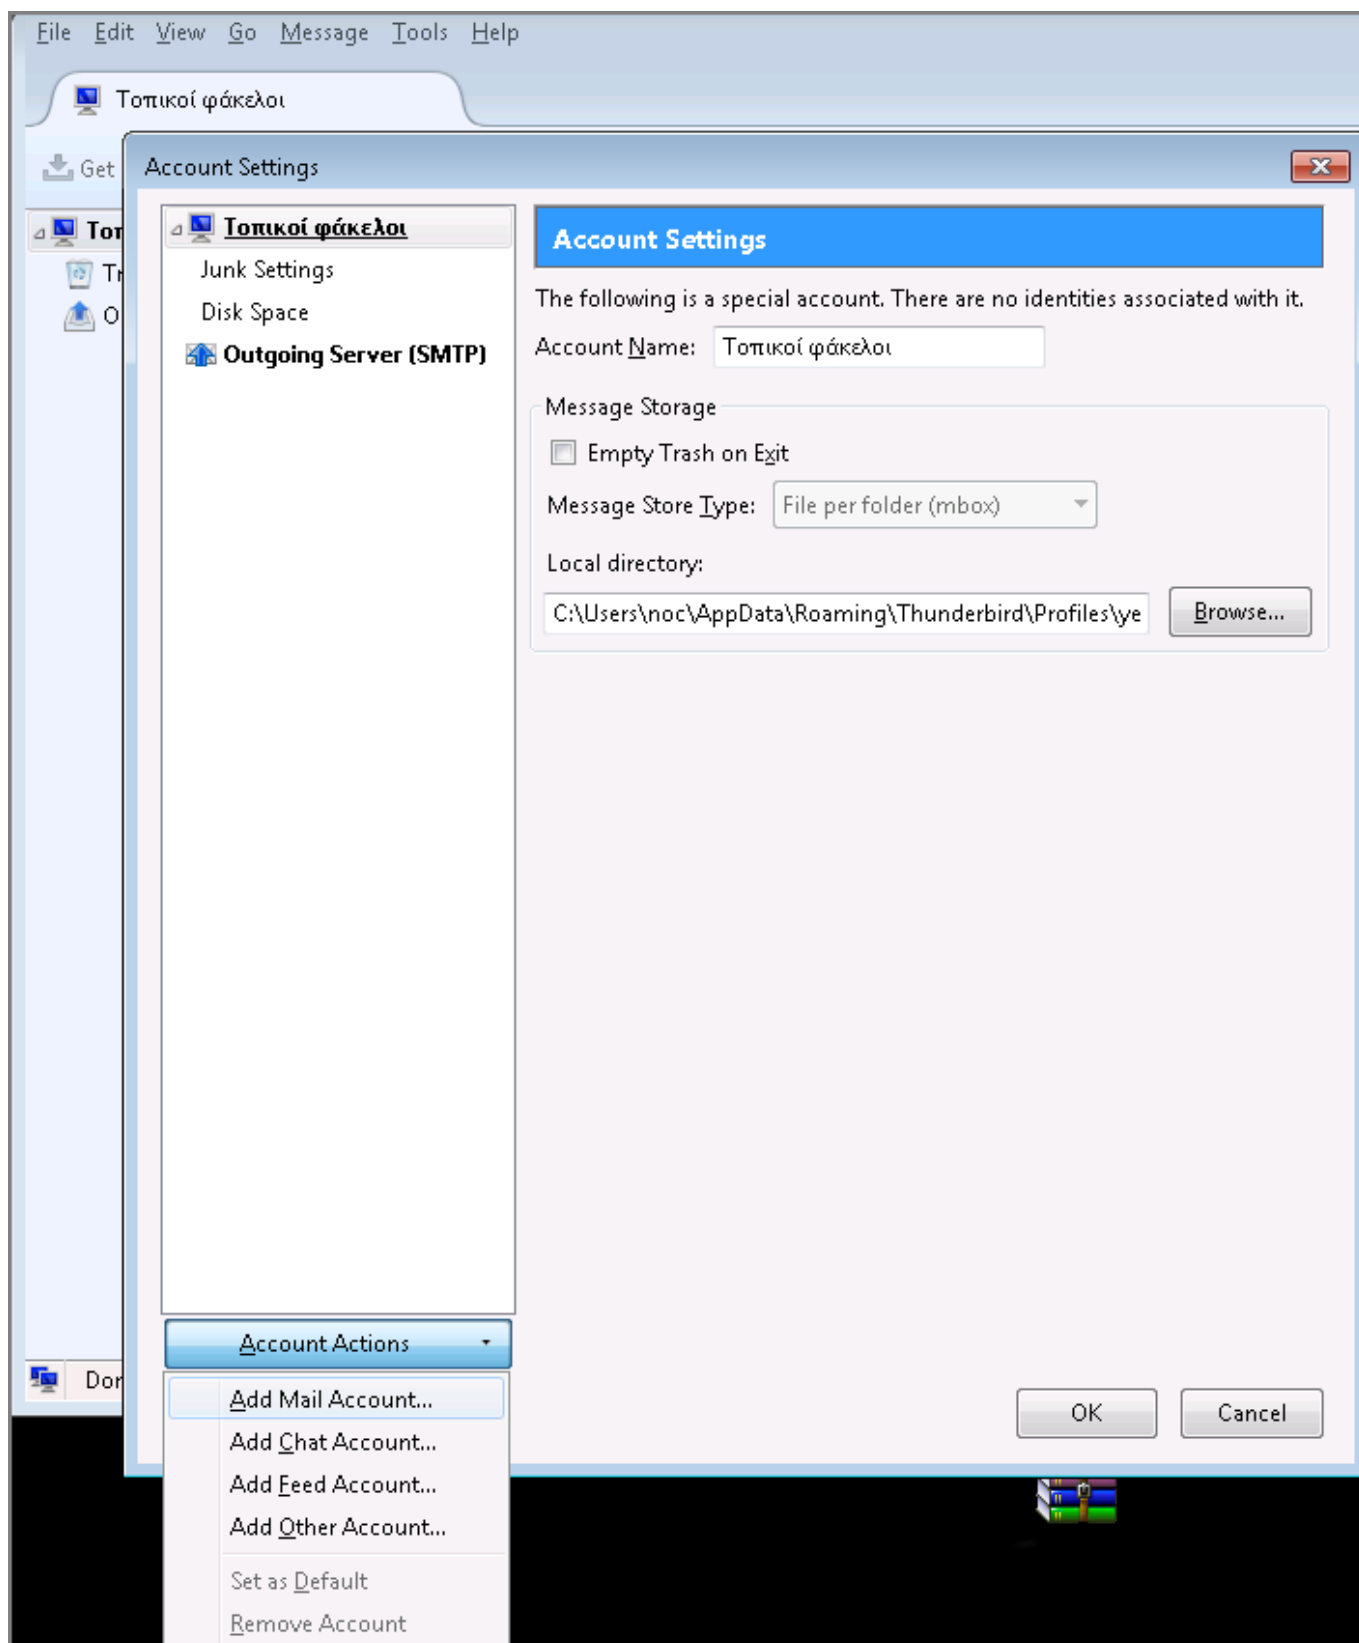 File Edit View Go Message Tools Help
Τοπικοί φάκελοι
Get
Account Settings
Τοπικοί φάκελοι
Junk Settings
Disk Space
Outgoing Server (SMTP)
Account Settings
The following is a special account. There are no identities associated with it.
Account Name: Τοπικοί φάκελοι
Message Storage
Empty Trash on Exit
Message Store Type: File per folder (mbox)
Local directory:
C:\Users\noc\AppData\Roaming\Thunderbird\Profiles\ye Browse...
Account Actions
Add Mail Account...
Add Chat Account...
Add Feed Account...
Add Other Account...
Set as Default
Remove Account
OK Cancel